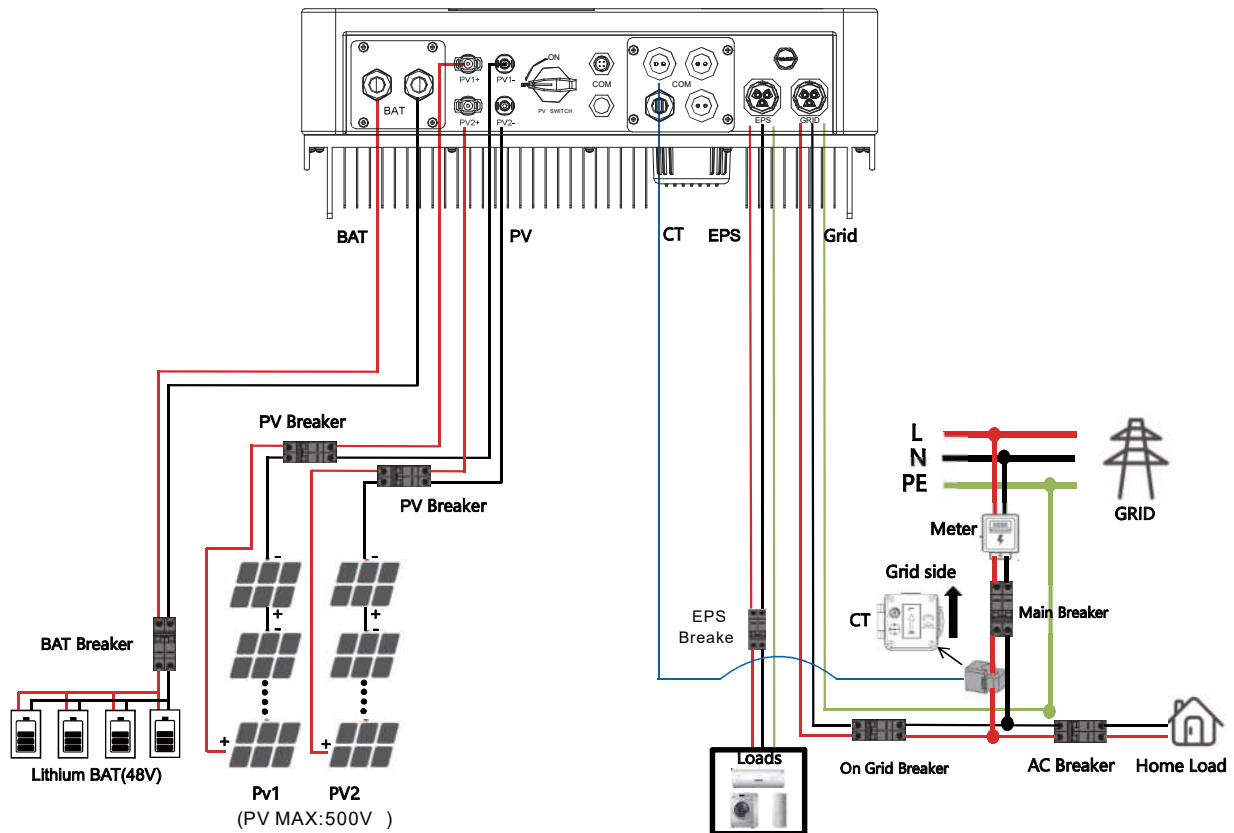 ON
PV1+
PV1-
COM
COM
BAT
PV SWITCH
PV2+
PV2-
EPS
GRID
BAT
PV
CT
EPS
Grid
PV Breaker
PV Breaker
L
N
PE
GRID
Meter
Grid side
CT
Main Breaker
EPS
Breake
BAT Breaker
+
-
+
-
+
-
+
-
Loads
On Grid Breaker
AC Breaker
Home Load
Lithium BAT(48V)
Pv1
PV2
(PV MAX:500V )